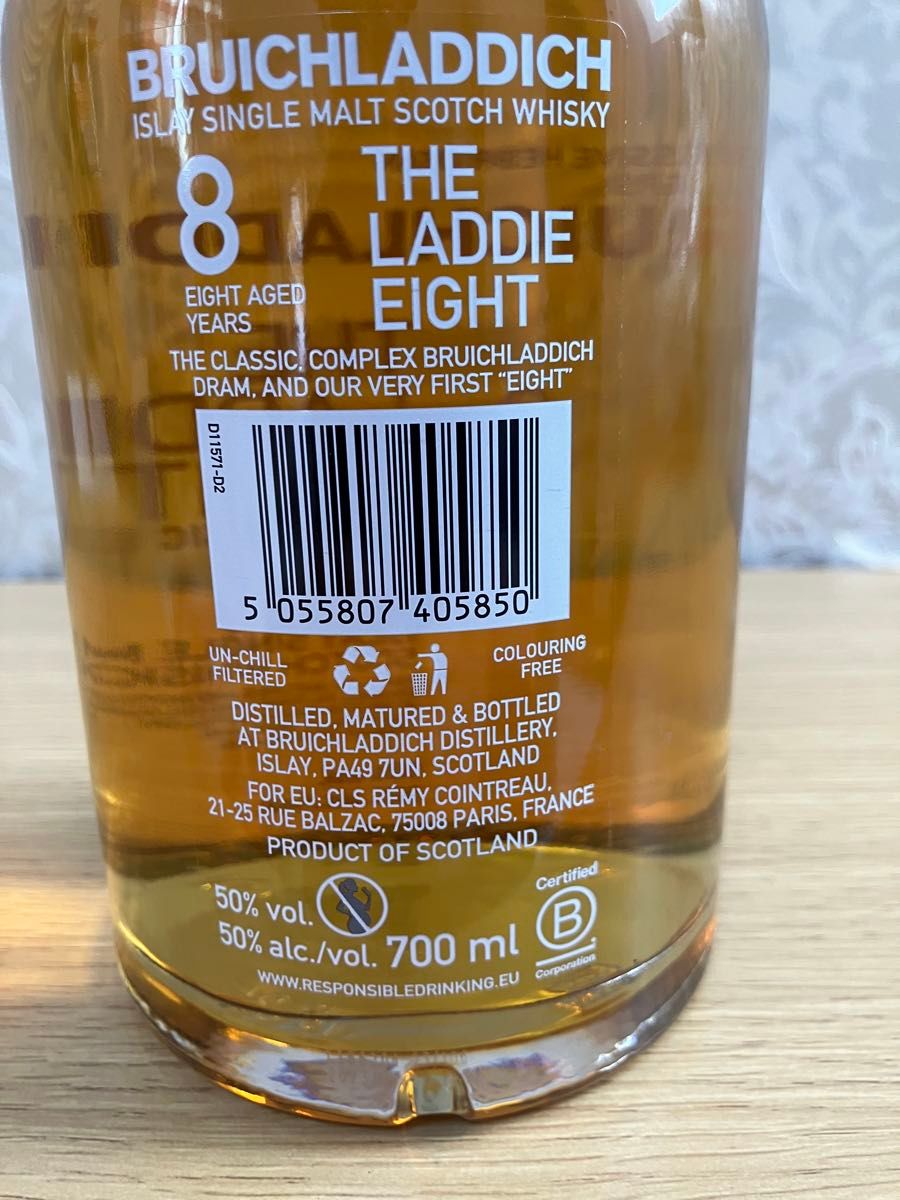 BRUICHLADDICH
ISLAY SINGLE MALT SCOTCH WHISKY
8
EIGHT AGED
YEARS
THE
LADDIE
EIGHT
THE CLASSIC, COMPLEX BRUICHLADDICH
DRAM, AND OUR VERY FIRST “EIGHT”
D11571-D2
5 055807 405850
UN-CHILL
FILTERED
COLOURING
FREE
DISTILLED, MATURED & BOTTLED
AT BRUICHLADDICH DISTILLERY,
ISLAY, PA49 7UN, SCOTLAND
FOR EU: CLS RÉMY COINTREAU,
21-25 RUE BALZAC, 75008 PARIS, FRANCE
PRODUCT OF SCOTLAND
50% vol.
50% alc./vol. 700 ml
Certified
B
Corporation
WWW.RESPONSIBLEDRINKING.EU